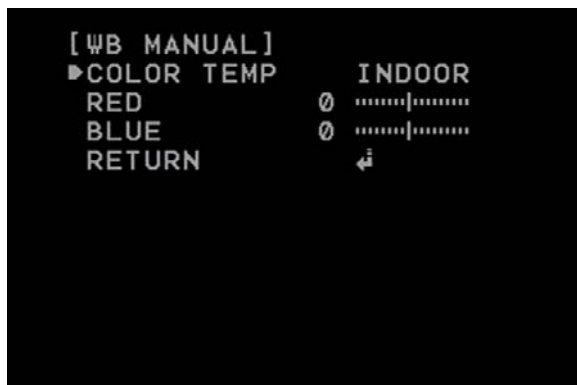 [WB MANUAL]
COLOR TEMP INDOOR
RED 0
BLUE 0
RETURN